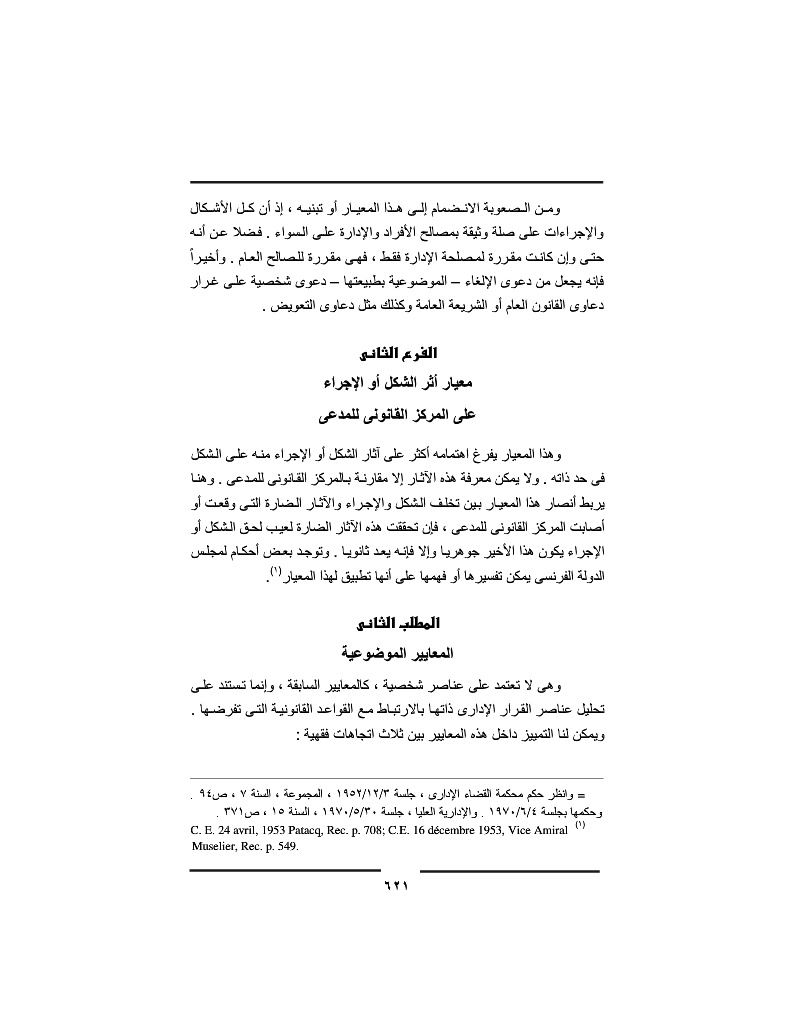 ومن الصعوبة الانضمام إلى هذا المعيار أو تبنيه ، إذ أن كل الأشكال
والإجراءات على صلة وثيقة بمصالح الأفراد والإدارة على السواء . فضلا عن أنه
حتى وإن كانت مقررة لمصلحة الإدارة فقط ، فهى مقررة للصالح العام . وأخيراً
فإنه يجعل من دعوى الإلغاء – الموضوعية بطبيعتها – دعوى شخصية على غرار
دعاوى القانون العام أو الشريعة العامة وكذلك مثل دعاوى التعويض .
الفرع الثانى
معيار أثر الشكل أو الإجراء
على المركز القانونى للمدعى
وهذا المعيار يفرغ اهتمامه أكثر على آثار الشكل أو الإجراء منه على الشكل
فى حد ذاته . ولا يمكن معرفة هذه الآثار إلا مقارنة بالمركز القانونى للمدعى . وهنا
يربط أنصار هذا المعيار بين تخلف الشكل والإجراء والآثار الضارة التى وقعت أو
أصابت المركز القانونى للمدعى ، فإن تحققت هذه الآثار الضارة لعيب لحق الشكل أو
الإجراء يكون هذا الأخير جوهريا وإلا فإنه يعد ثانويا . وتوجد بعض أحكام لمجلس
الدولة الفرنسى يمكن تفسيرها أو فهمها على أنها تطبيق لهذا المعيار(١).
المطلب الثانى
المعايير الموضوعية
وهى لا تعتمد على عناصر شخصية ، كالمعايير السابقة ، وإنما تستند على
تحليل عناصر القرار الإدارى ذاتها بالارتباط مع القواعد القانونية التى تفرضها .
ويمكن لنا التمييز داخل هذه المعايير بين ثلاث اتجاهات فقهية :
= وانظر حكم محكمة القضاء الإدارى ، جلسة ١٩٥٢/١٢/٣ ، المجموعة ، السنة ٧ ، ص٩٤ .
وحكمها بجلسة ١٩٧٠/٦/٤ . والإدارية العليا ، جلسة ١٩٧٠/٥/٣٠ ، السنة ١٥ ، ص٣٧١ .
(١) C. E. 24 avril, 1953 Patacq, Rec. p. 708; C.E. 16 décembre 1953, Vice Amiral
Muselier, Rec. p. 549.
٦٢١